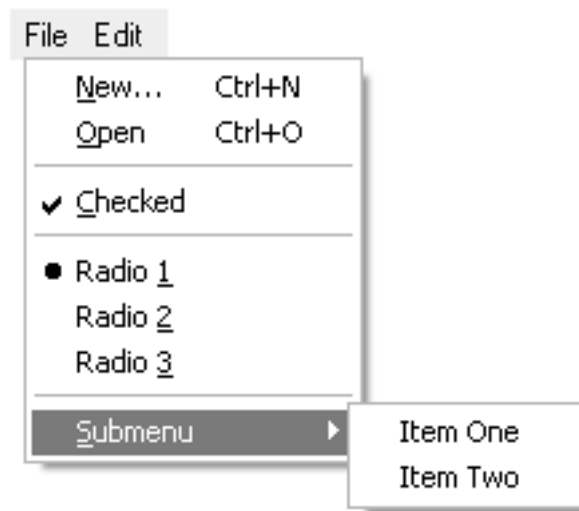 File Edit
New... Ctrl+N
Open Ctrl+O
Checked
Radio 1
Radio 2
Radio 3
Submenu
Item One
Item Two